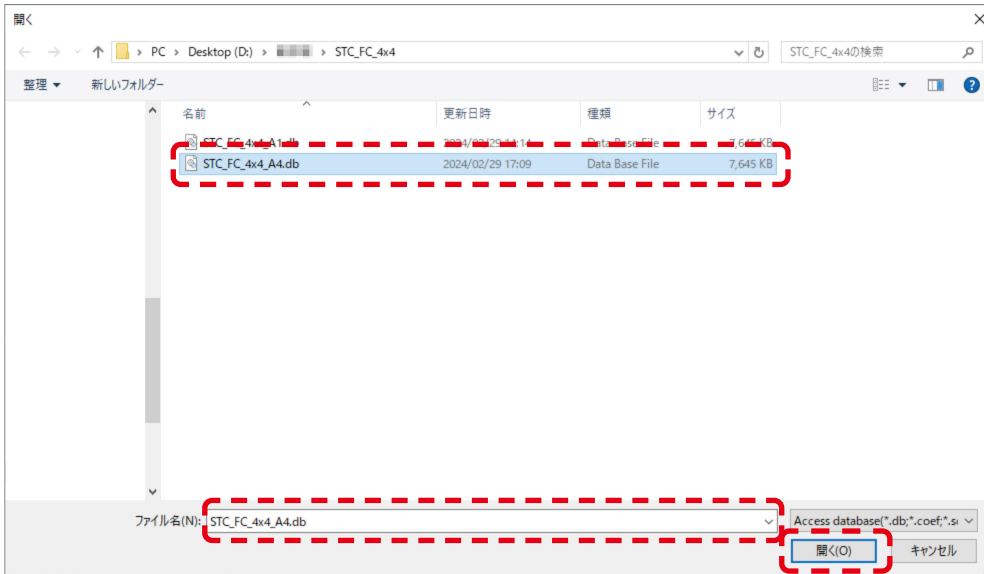 開く
PC > Desktop (D:) > > STC_FC_4x4
STC_FC_4x4の検索
整理 新しいフォルダー
名前 更新日時 種類 サイズ
STC_FC_4x4_A1.db 2024/02/29 14:14 Data Base File 7,645 KB
STC_FC_4x4_A4.db 2024/02/29 17:09 Data Base File 7,645 KB
ファイル名(N): STC_FC_4x4_A4.db
Access database(*.db;*.coef;*.s
開く(O) キャンセル